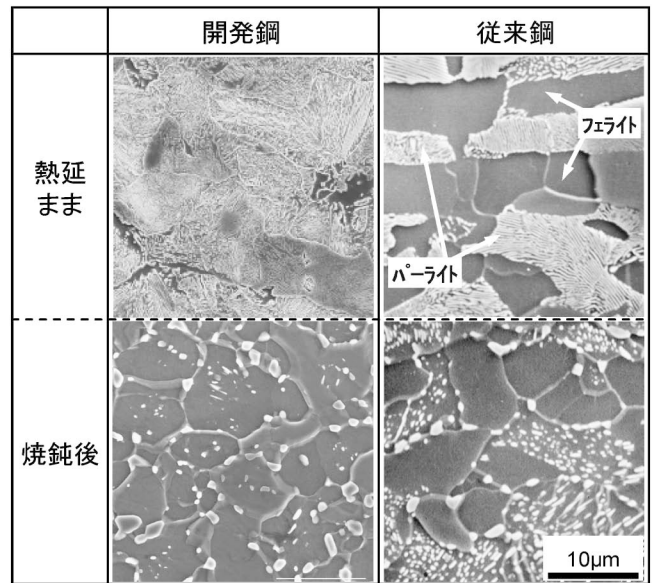 開発鋼
従来鋼
熱延
まま
フェライト
パーライト
焼鈍後
10μm